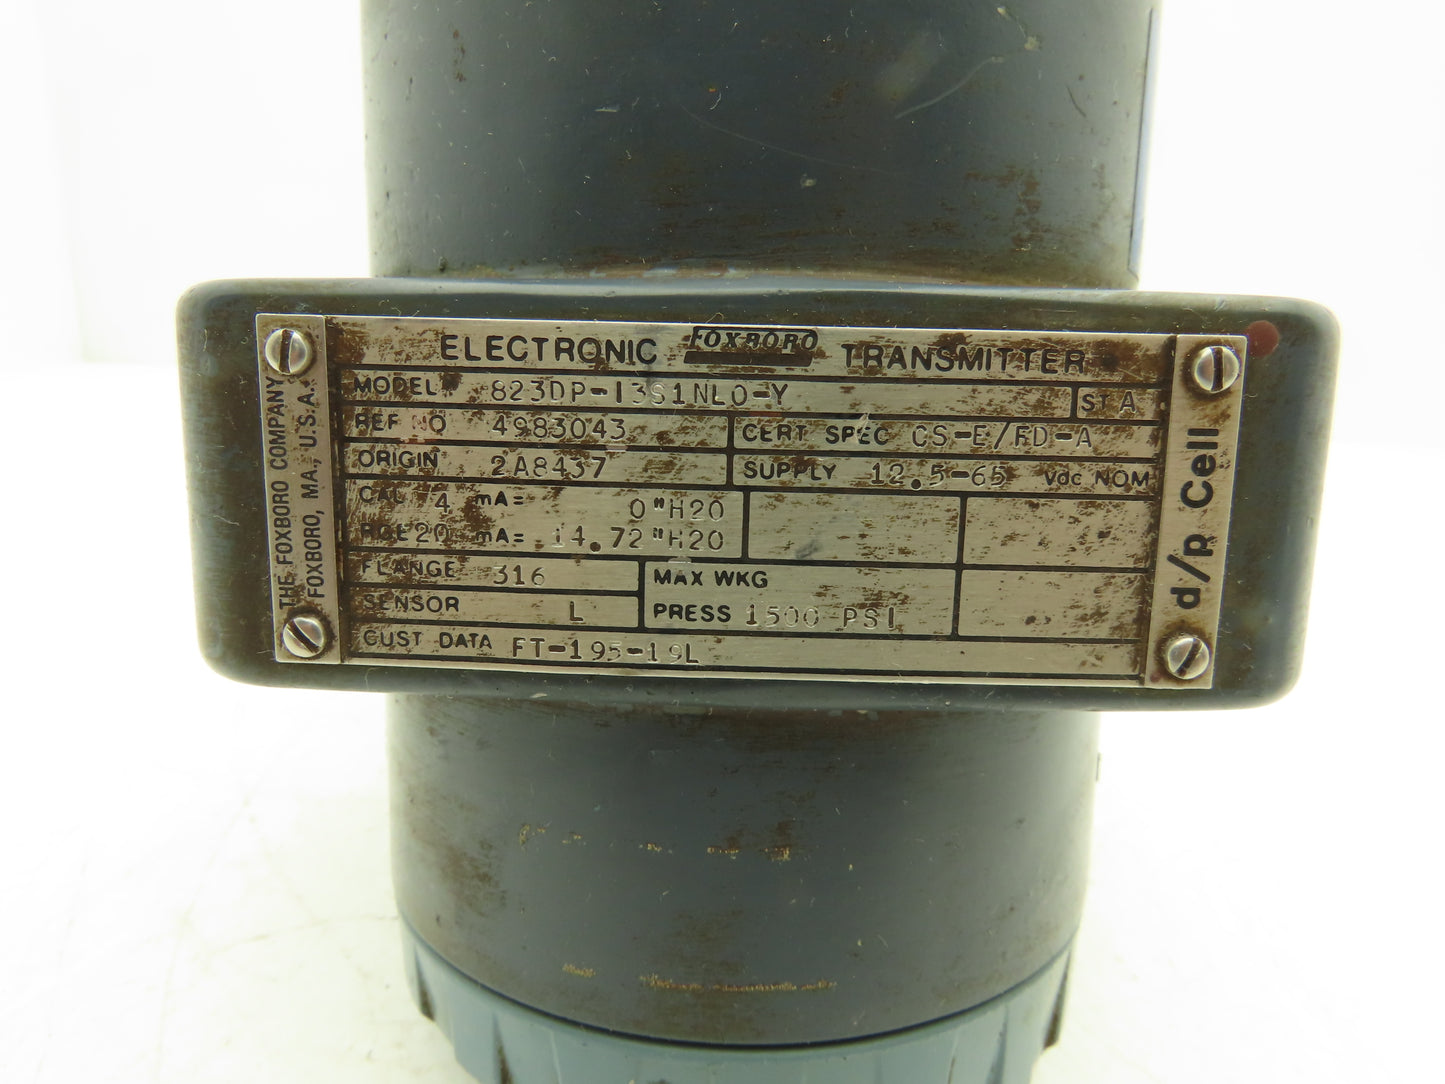 ELECTRONIC FOXBORO TRANSMITTER
MODEL 823DP-I3S1NLO-Y ST A
REF NO 4983043 CERT SPEC CS-E/FD-A
ORIGIN 2A8437 SUPPLY 12.5-65 Vdc NOM
CAL 4 mA= 0"H20
20 mA= 14.72"H20
FLANGE 316 MAX WKG
SENSOR L PRESS 1500 PSI
CUST DATA FT-195-19L
THE FOXBORO COMPANY
FOXBORO, MA., U.S.A.
d/p Cell